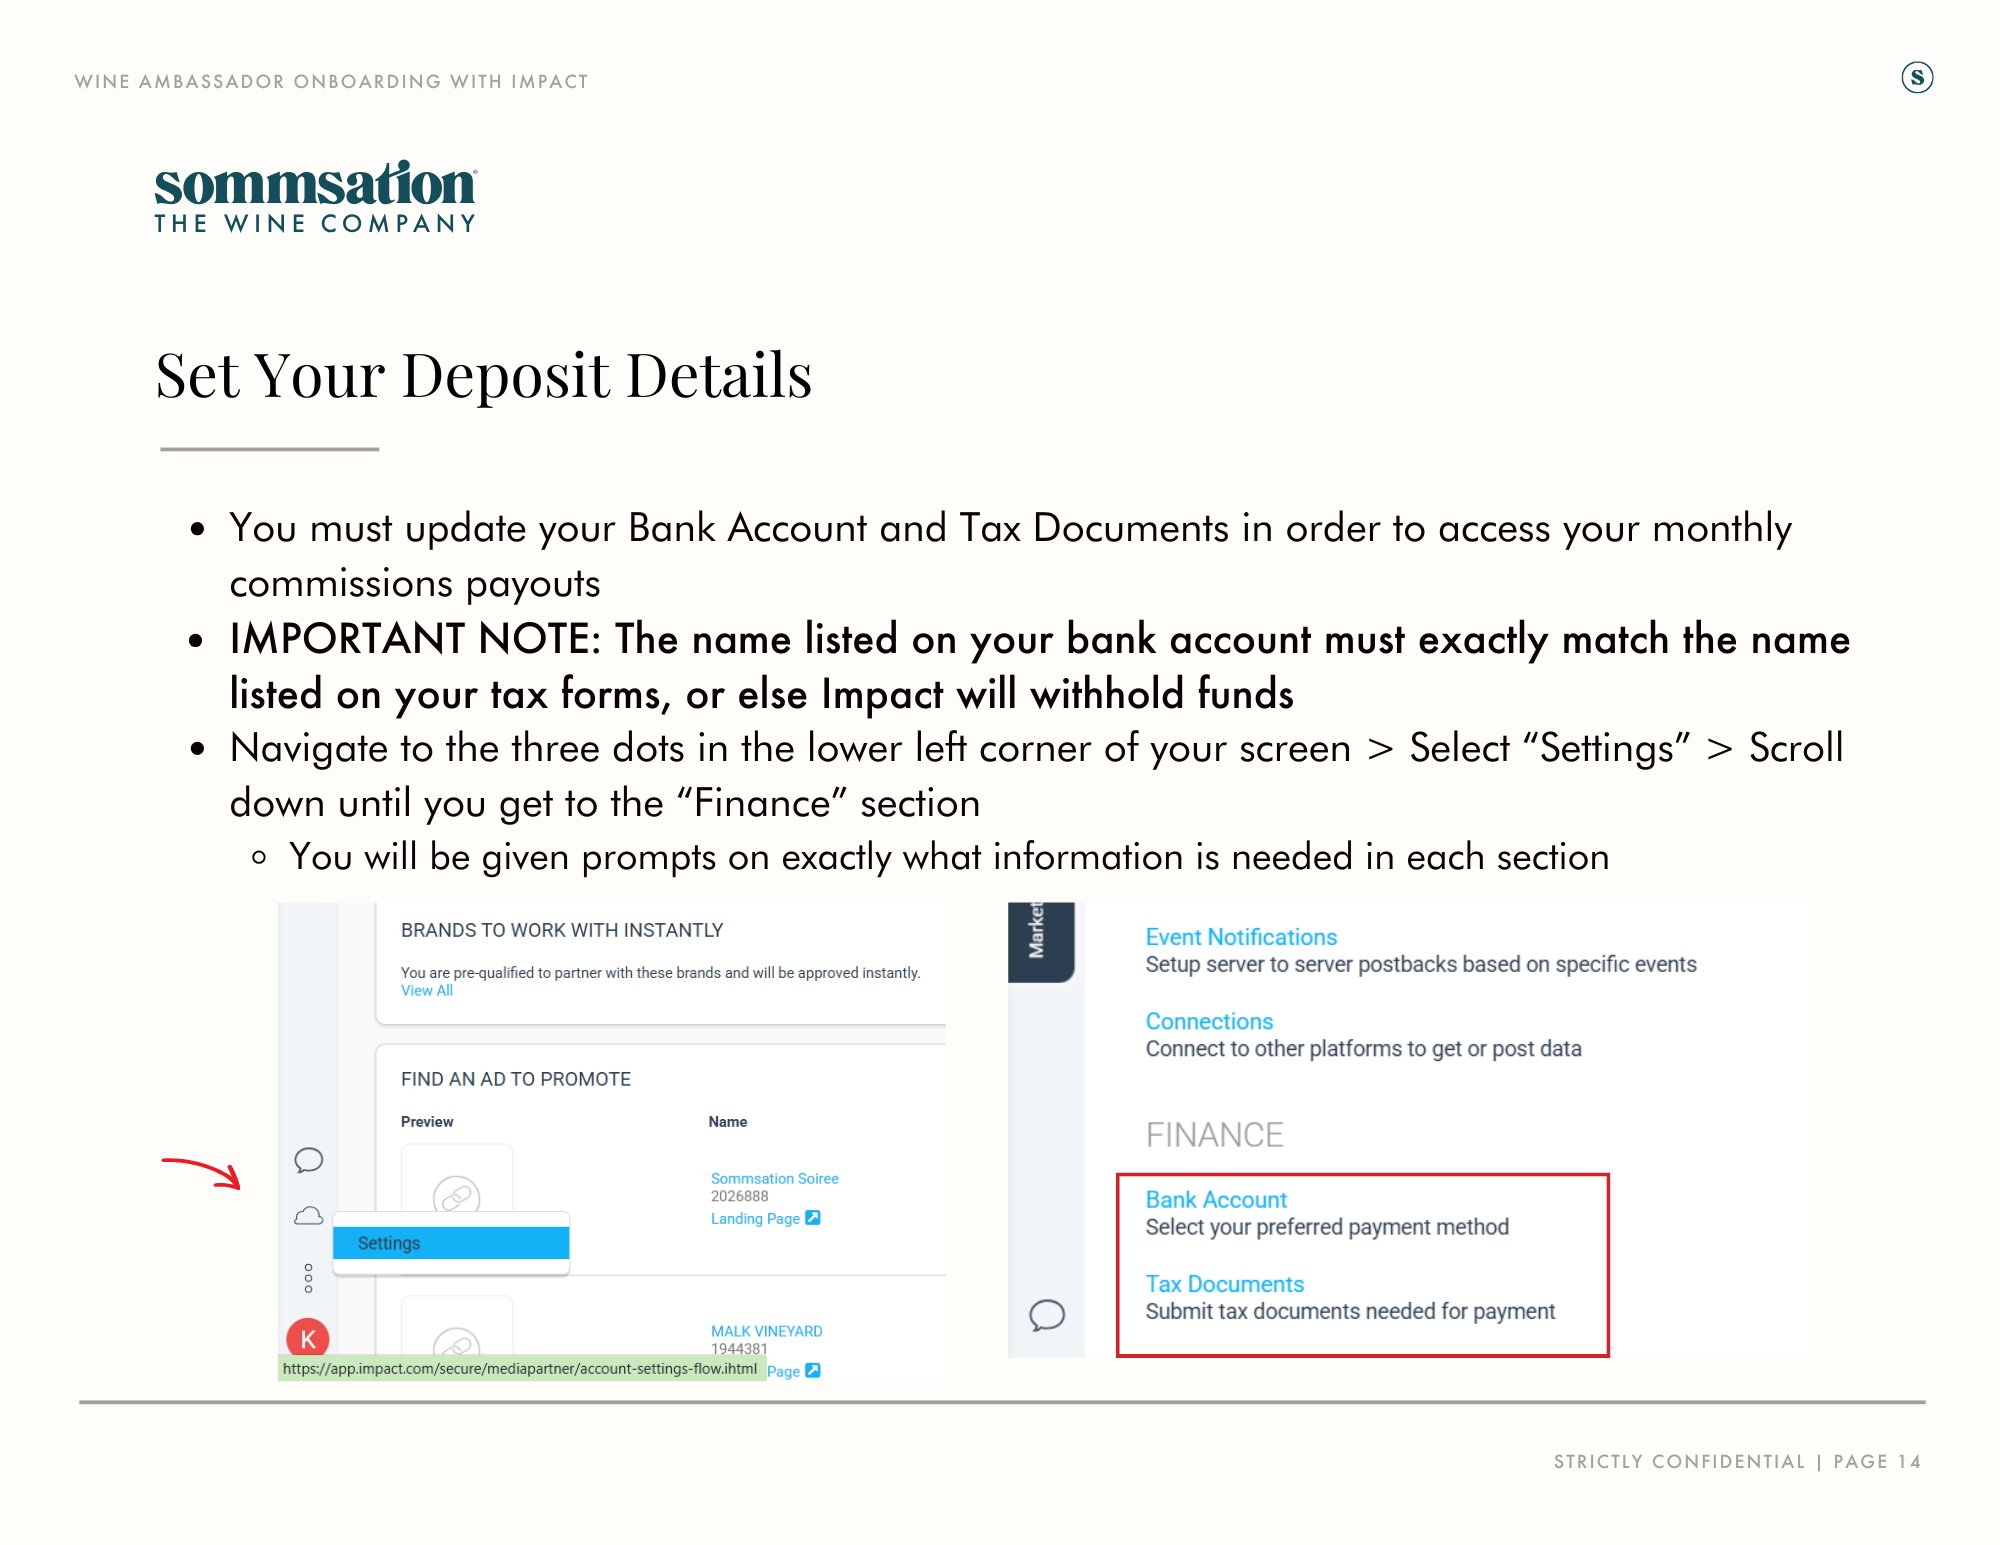 WINE AMBASSADOR ONBOARDING WITH IMPACT
S
sommsation
THE WINE COMPANY
Set Your Deposit Details
• You must update your Bank Account and Tax Documents in order to access your monthly
commissions payouts
• IMPORTANT NOTE: The name listed on your bank account must exactly match the name
listed on your tax forms, or else Impact will withhold funds
• Navigate to the three dots in the lower left corner of your screen > Select “Settings” > Scroll
down until you get to the “Finance” section
◦ You will be given prompts on exactly what information is needed in each section
BRANDS TO WORK WITH INSTANTLY
You are pre-qualified to partner with these brands and will be approved instantly.
View All
FIND AN AD TO PROMOTE
Preview Name
Sommsation Soiree
2026888
Landing Page
Settings
MALK VINEYARD
1944381
K
https://app.impact.com/secure/mediapartner/account-settings-flow.ihtml Page
Market
Event Notifications
Setup server to server postbacks based on specific events
Connections
Connect to other platforms to get or post data
FINANCE
Bank Account
Select your preferred payment method
Tax Documents
Submit tax documents needed for payment
STRICTLY CONFIDENTIAL | PAGE 14